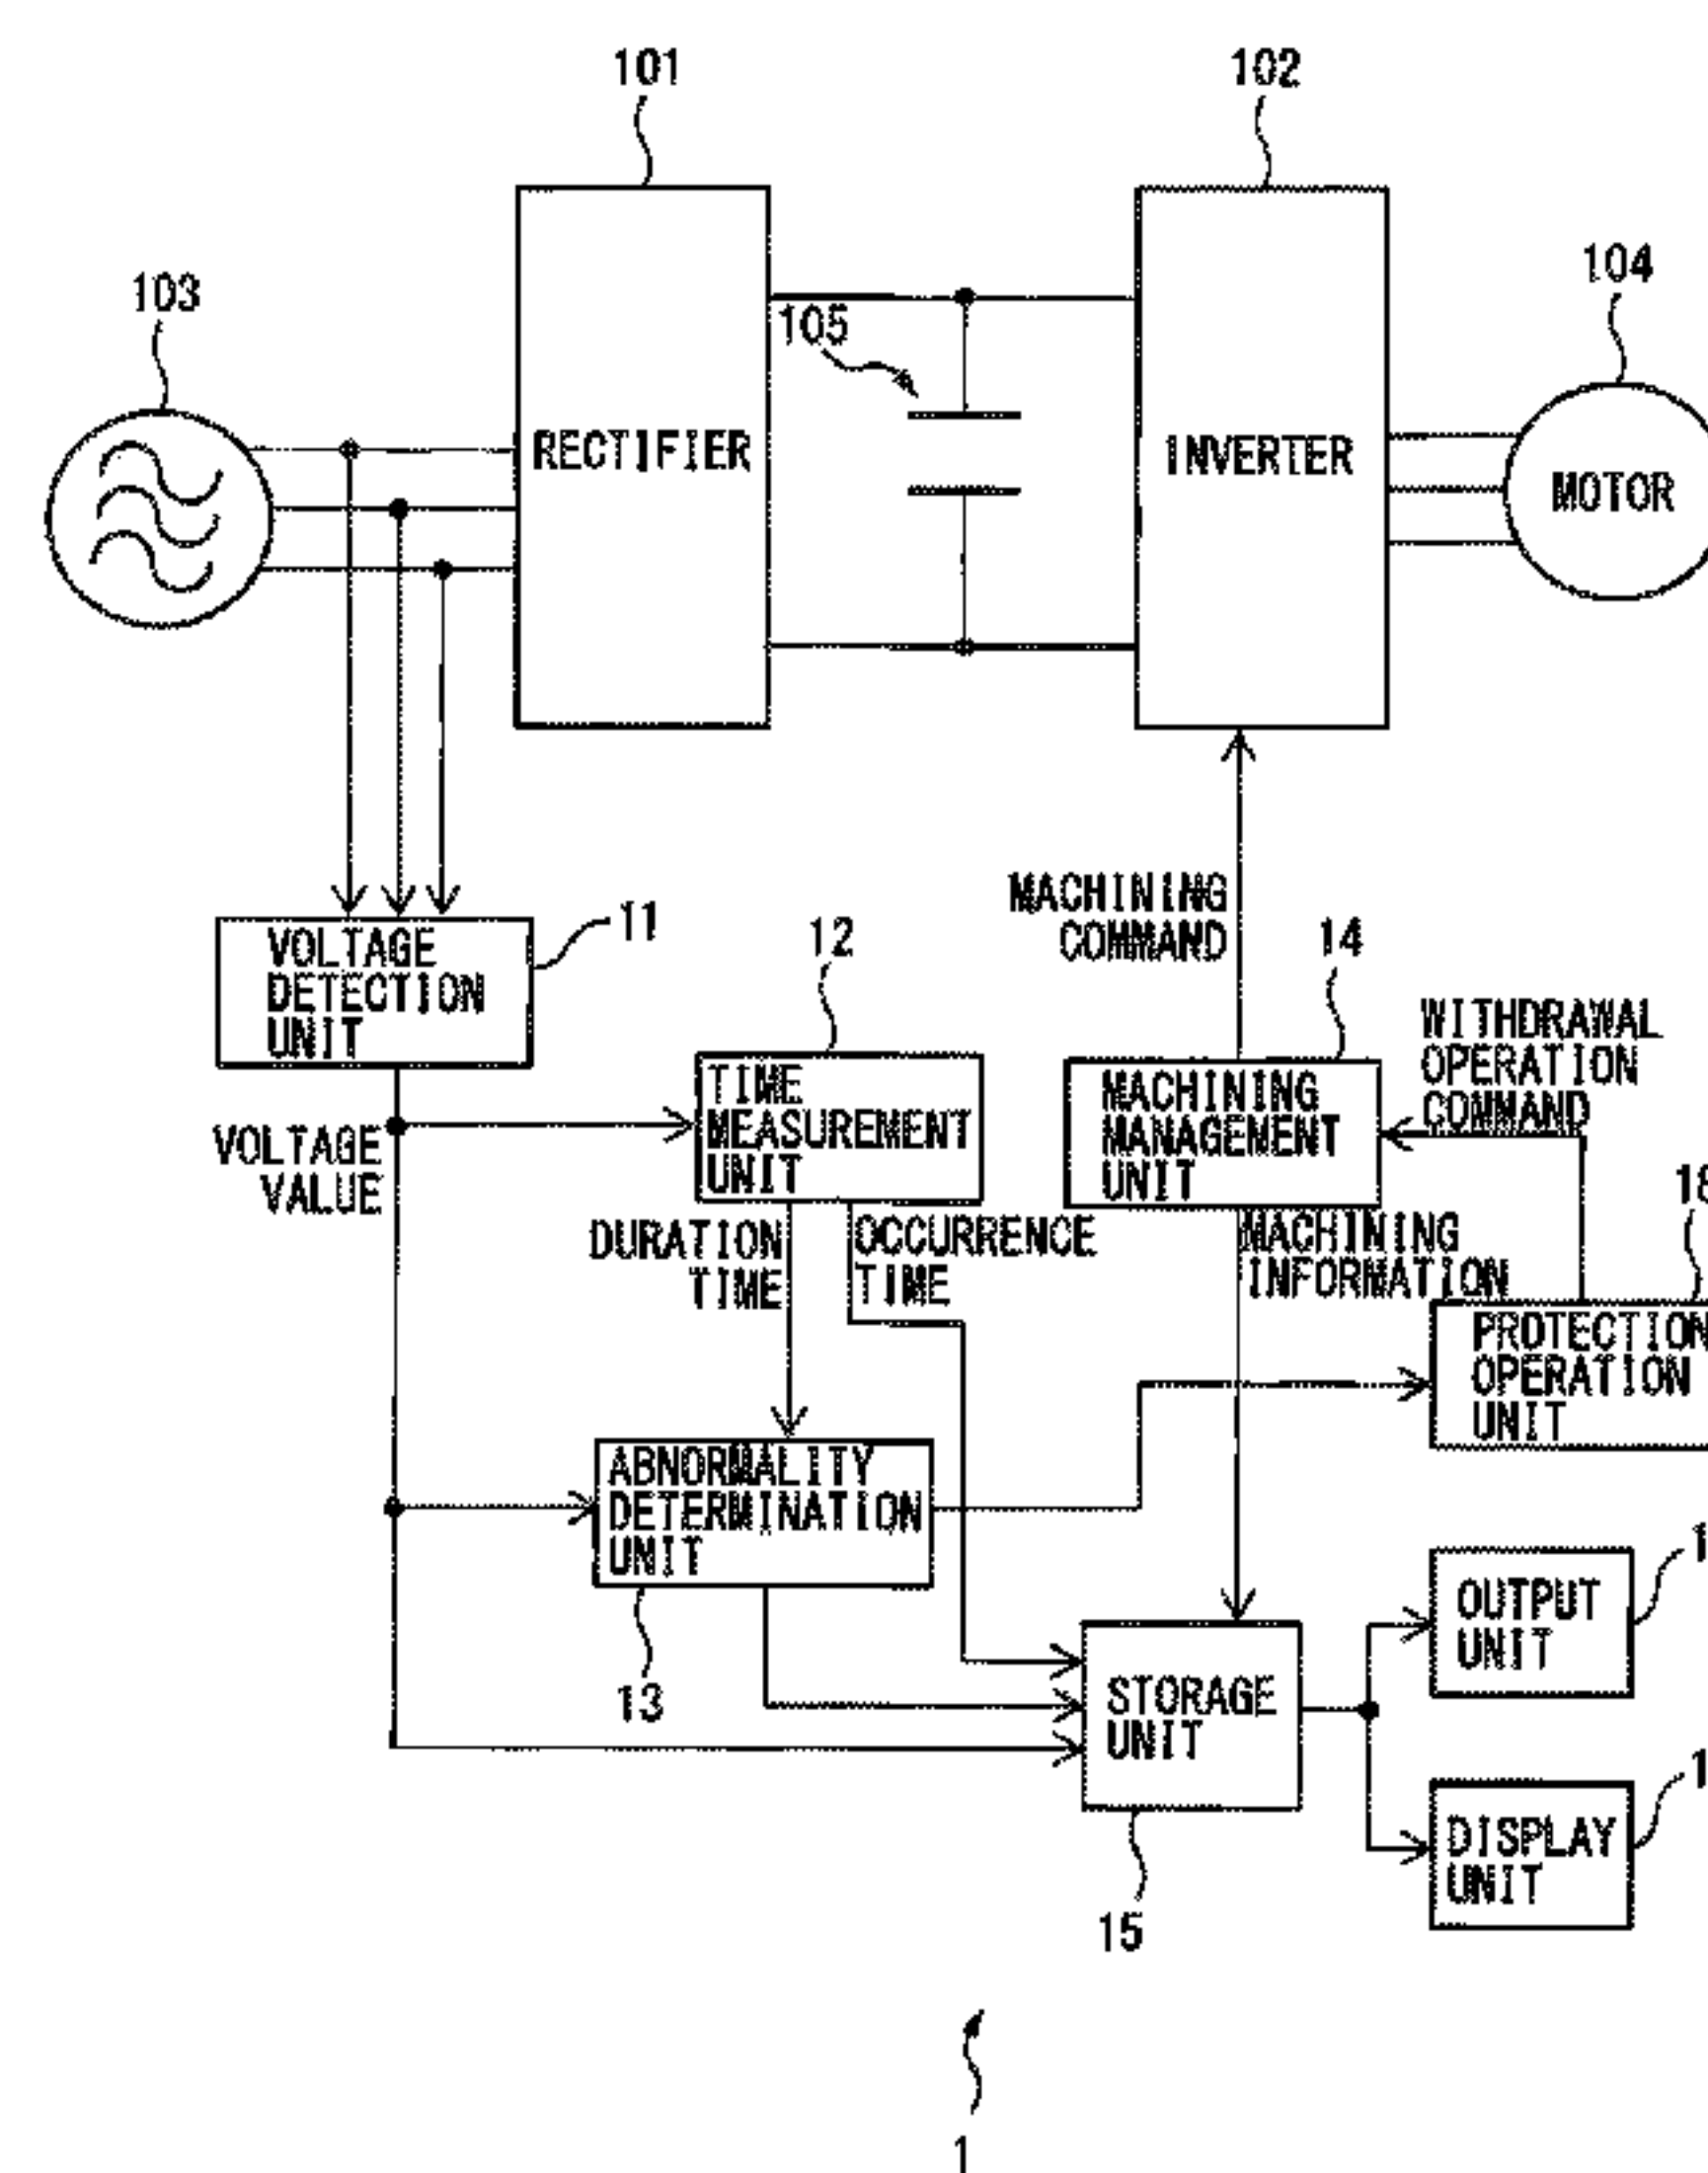 101
102
103
104
105
RECTIFIER
INVERTER
MOTOR
VOLTAGE
DETECTION
UNIT
11
12
MACHINING
COMMAND
14
WITHDRAWAL
OPERATION
COMMAND
TIME
MEASUREMENT
UNIT
MACHINING
MANAGEMENT
UNIT
VOLTAGE
VALUE
DURATION
TIME
OCCURRENCE
TIME
MACHINING
INFORMATION
18
PROTECTION
OPERATION
UNIT
ABNORMALITY
DETERMINATION
UNIT
13
OUTPUT
UNIT
STORAGE
UNIT
DISPLAY
UNIT
15
1